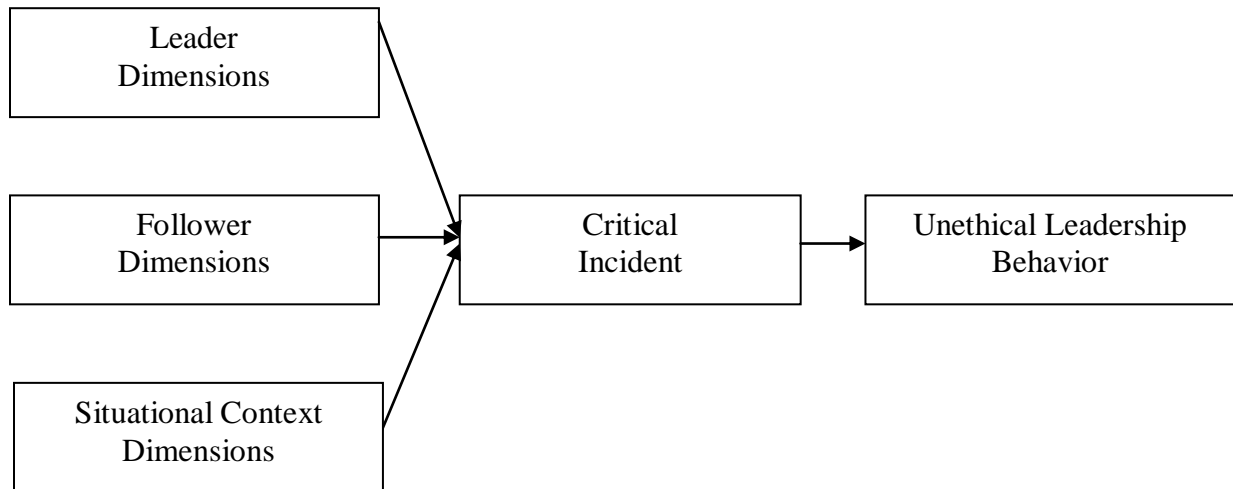 Leader
Dimensions
Follower
Dimensions
Critical
Incident
Unethical Leadership
Behavior
Situational Context
Dimensions